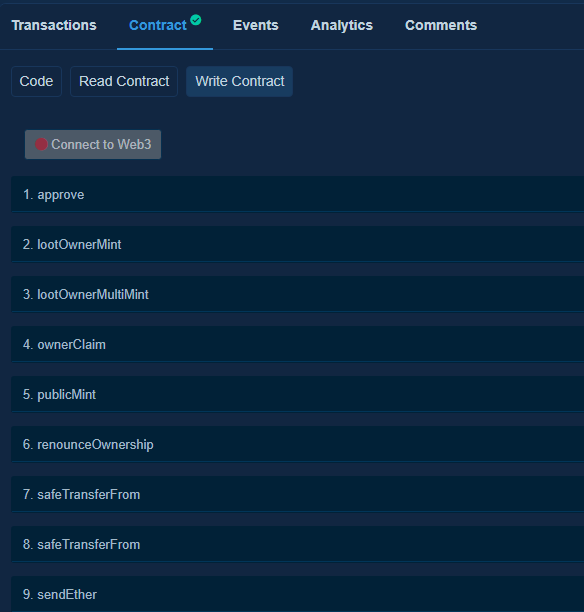 Transactions Contract Events Analytics Comments
Code Read Contract Write Contract
Connect to Web3
1. approve
2. lootOwnerMint
3. lootOwnerMultiMint
4. ownerClaim
5. publicMint
6. renounceOwnership
7. safeTransferFrom
8. safeTransferFrom
9. sendEther